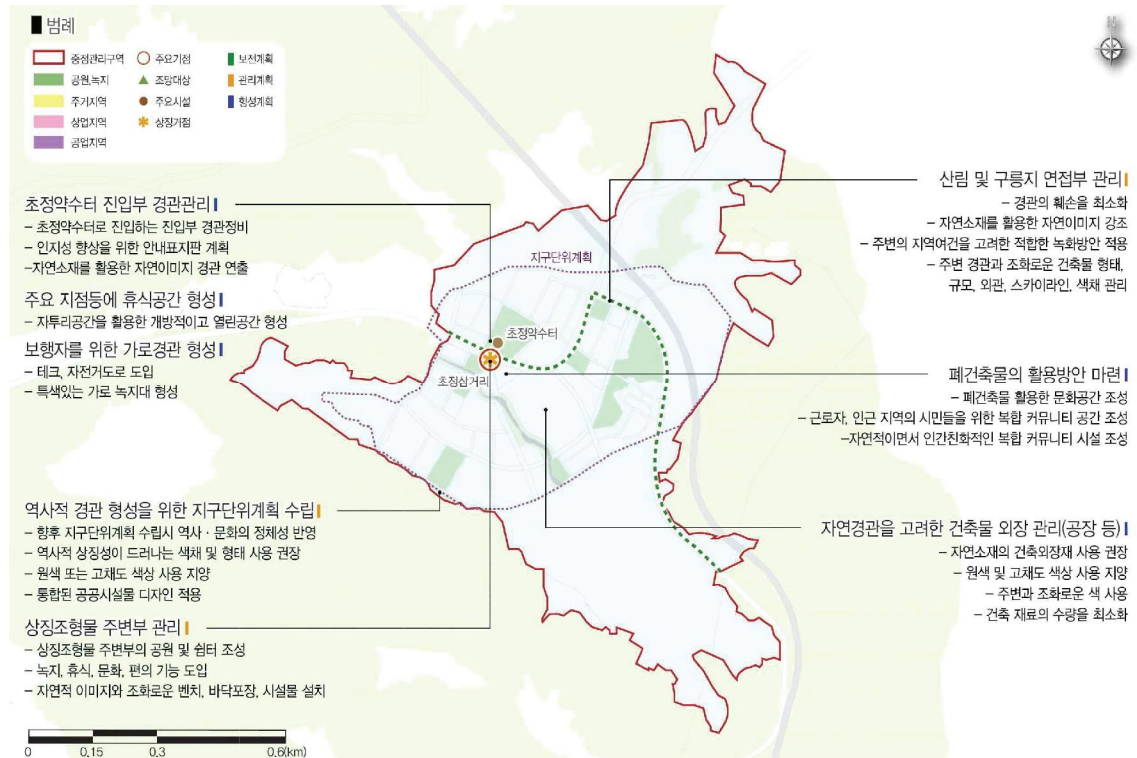 범례
중점관리구역
공원,녹지
주거지역
상업지역
공업지역
주요기점
조망대상
주요시설
상징거점
보전계획
관리계획
형성계획
N
초정약수터 진입부 경관관리
– 초정약수터로 진입하는 진입부 경관정비
– 인지성 향상을 위한 안내표지판 계획
–자연소재를 활용한 자연이미지 경관 연출
주요 지점등에 휴식공간 형성
– 자투리공간을 활용한 개방적이고 열린공간 형성
보행자를 위한 가로경관 형성
– 테크, 자전거도로 도입
– 특색있는 가로 녹지대 형성
역사적 경관 형성을 위한 지구단위계획 수립
– 향후 지구단위계획 수립시 역사·문화의 정체성 반영
– 역사적 상징성이 드러나는 색채 및 형태 사용 권장
– 원색 또는 고채도 색상 사용 지양
– 통합된 공공시설물 디자인 적용
상징조형물 주변부 관리
– 상징조형물 주변부의 공원 및 쉼터 조성
– 녹지, 휴식, 문화, 편의 기능 도입
– 자연적 이미지와 조화로운 벤치, 바닥포장, 시설물 설치
지구단위계획
초정약수터
초정삼거리
산림 및 구릉지 연접부 관리
– 경관의 훼손을 최소화
– 자연소재를 활용한 자연이미지 강조
– 주변의 지역여건을 고려한 적합한 녹화방안 적용
– 주변 경관과 조화로운 건축물 형태,
규모, 외관, 스카이라인, 색채 관리
폐건축물의 활용방안 마련
– 폐건축물 활용한 문화공간 조성
– 근로자, 인근 지역의 시민들을 위한 복합 커뮤니티 공간 조성
–자연적이면서 인간친화적인 복합 커뮤니티 시설 조성
자연경관을 고려한 건축물 외장 관리(공장 등)
– 자연소재의 건축외장재 사용 권장
– 원색 및 고채도 색상 사용 지양
– 주변과 조화로운 색 사용
– 건축 재료의 수량을 최소화
0 0.15 0.3 0.6(km)